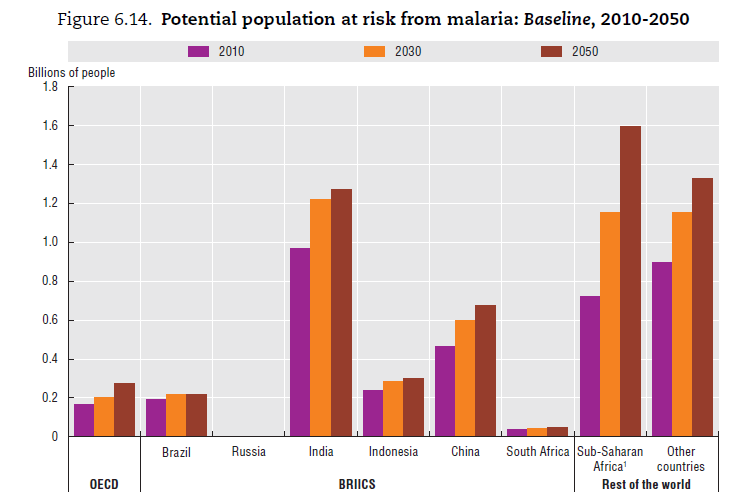 Figure 6.14. Potential population at risk from malaria: Baseline, 2010-2050
2010 2030 2050
Billions of people
1.8
1.6
1.4
1.2
1.0
0.8
0.6
0.4
0.2
0
Brazil Russia India Indonesia China South Africa Sub-Saharan Other
Africa¹ countries
OECD BRIICS Rest of the world